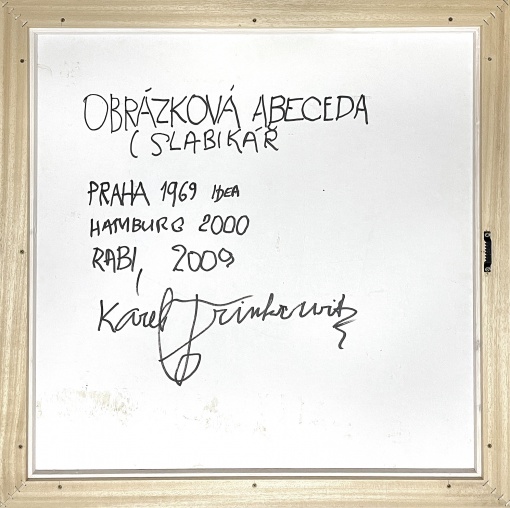 OBRÁZKOVÁ ABECEDA
( SLABIKÁŘ
PRAHA 1969 IDEA
HAMBURG 2000
RABI, 2009
Karel Trinkewitz